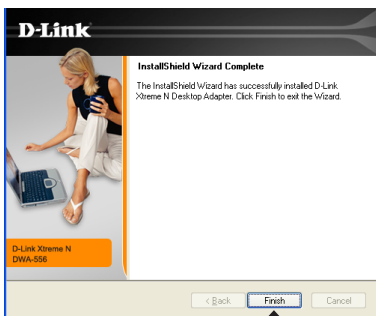 D-Link
InstallShield Wizard Complete
The InstallShield Wizard has successfully installed D-Link
Xtreme N Desktop Adapter. Click Finish to exit the Wizard.
D-Link Xtreme N
DWA-556
< Back
Finish
Cancel